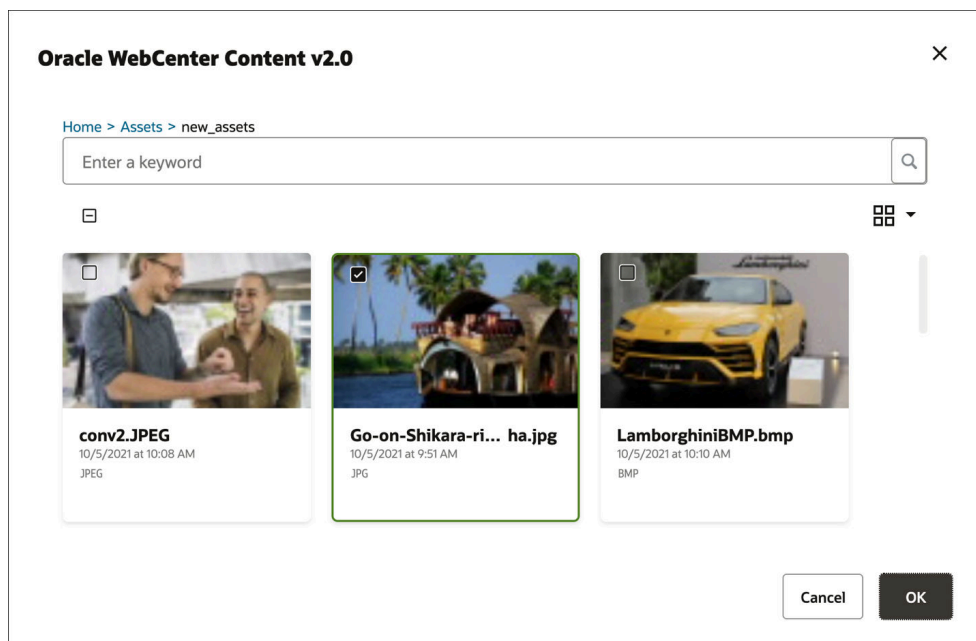 Oracle WebCenter Content v2.0
Home > Assets > new_assets
Enter a keyword
Lamborghini
conv2.JPEG
10/5/2021 at 10:08 AM
JPEG
Go-on-Shikara-ri... ha.jpg
10/5/2021 at 9:51 AM
JPG
LamborghiniBMP.bmp
10/5/2021 at 10:10 AM
BMP
Cancel
OK